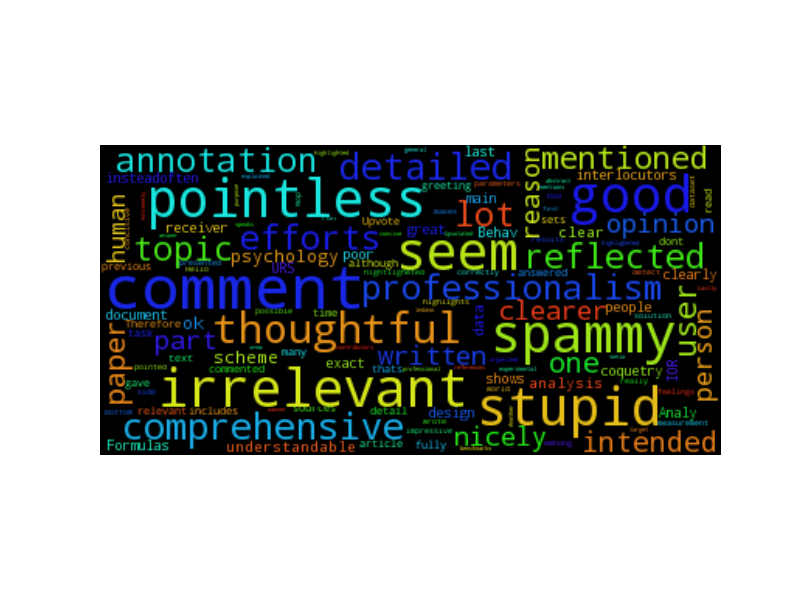 annotation
detailed
last
mentioned
insteadoften
greeting
parameters
interlocutors
pointless
main
reason
good
human
receiver
Upvote
great
lot
sets
read
opinion
topic
efforts
Behav
clear
psychology
poor
although
seem
reflected
dont
previous
Hello
URS
nightlighted
correctly
answered
detect
clearly
comment
professionalism
document
possible
time
highlights
clearer
people
solution
user
Therefore
ok
task
part
thoughtful
data
spammy
person
paper
text
scheme
many
exact
thats
written
one
coquetry
really
IOR
pointed
commented
gave
irrelevant
shows
analysis
feelings
world
bottom
relevant
includes
sources
detail
design
stupid
Analy
measurement
comprehensive
wrote
impressive
nicely
intended
Formulas
understandable
article
fully